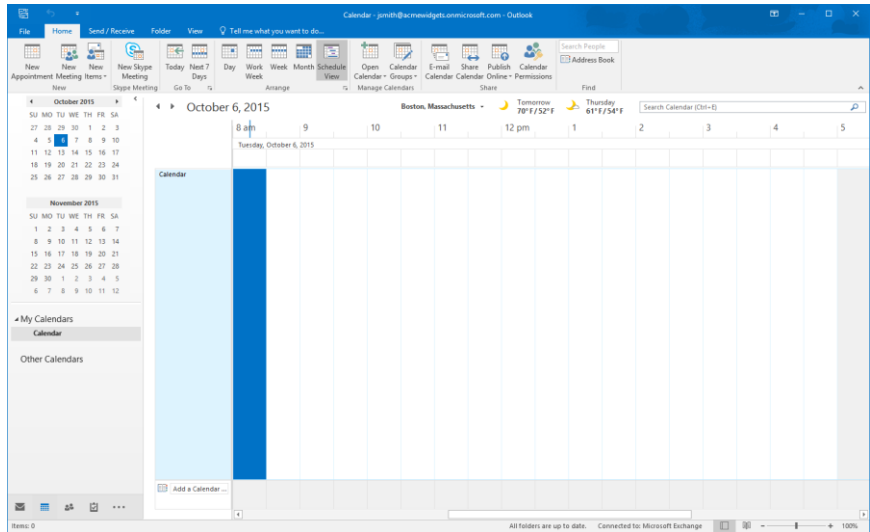 Calendar - jsmith@acmewidgets.onmicrosoft.com - Outlook
File Home Send / Receive Folder View Tell me what you want to do...
New Appointment
New Meeting
New Items
New Skype Meeting
Today
Next 7 Days
Day
Work Week
Week
Month
Schedule View
Open Calendar
Calendar Groups
E-mail Calendar
Share Calendar
Publish Online
Calendar Permissions
Search People
Address Book
New Skype Meeting Go To Arrange Manage Calendars Share Find
October 2015
SU MO TU WE TH FR SA
27 28 29 30 1 2 3
4 5 6 7 8 9 10
11 12 13 14 15 16 17
18 19 20 21 22 23 24
25 26 27 28 29 30 31
November 2015
SU MO TU WE TH FR SA
1 2 3 4 5 6 7
8 9 10 11 12 13 14
15 16 17 18 19 20 21
22 23 24 25 26 27 28
29 30 1 2 3 4 5
6 7 8 9 10 11 12
My Calendars
Calendar
Other Calendars
October 6, 2015
Boston, Massachusetts
Tomorrow
70°F/52°F
Thursday
61°F/54°F
Search Calendar (Ctrl+E)
8 am 9 10 11 12 pm 1 2 3 4 5
Tuesday, October 6, 2015
Calendar
Add a Calendar ...
Items: 0
All folders are up to date. Connected to: Microsoft Exchange 100%